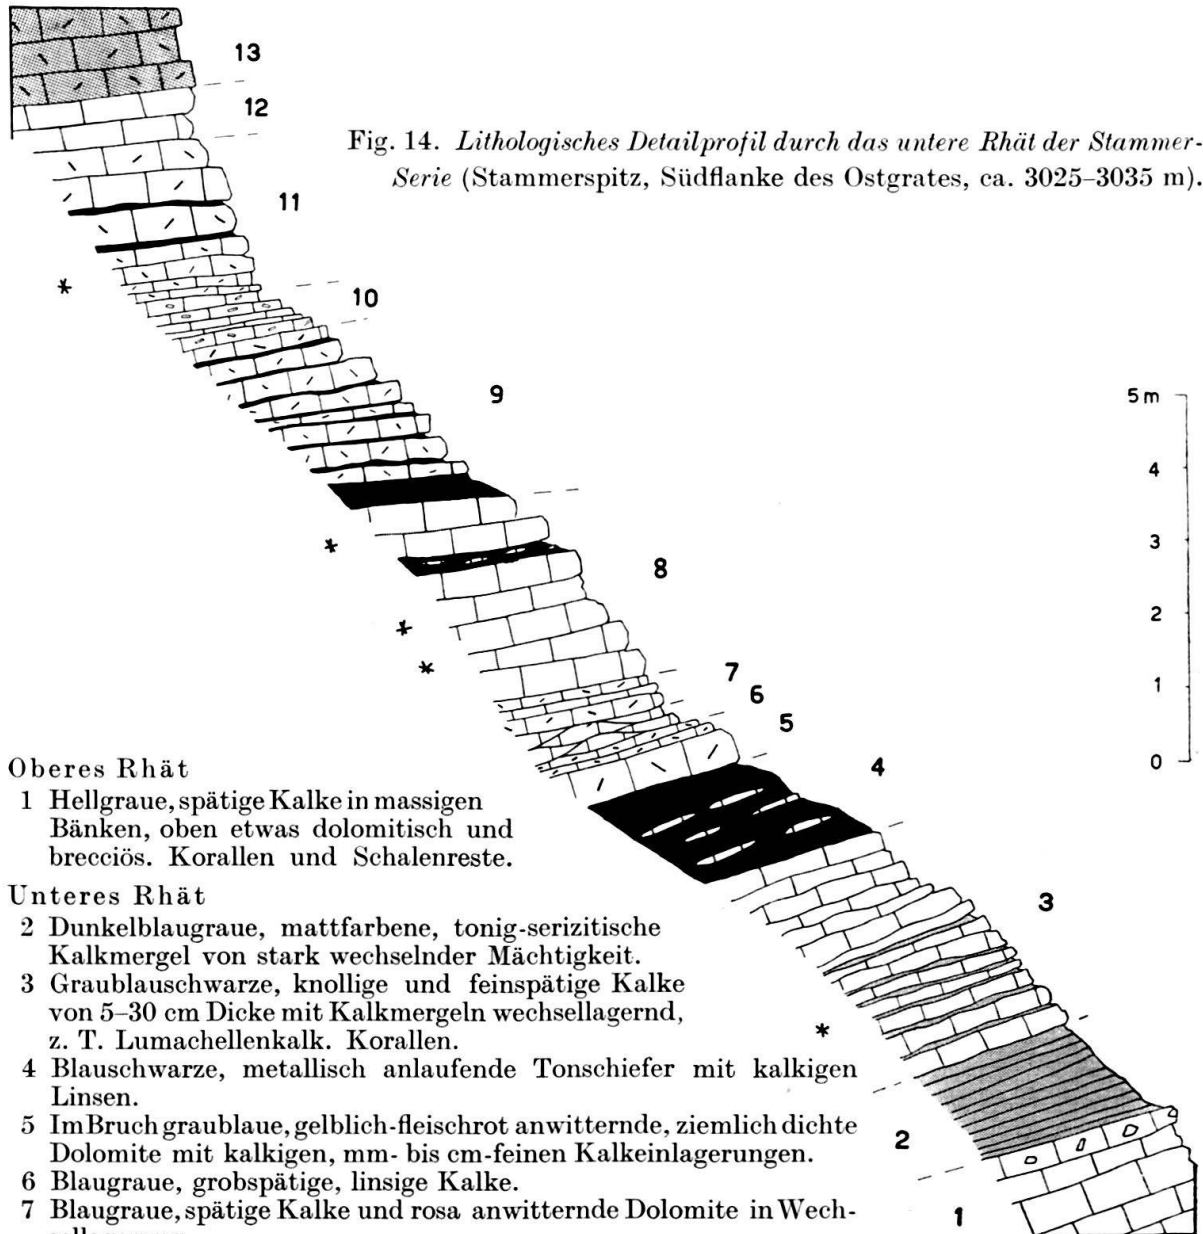 13
12
Fig. 14. Lithologisches Detailprofil durch das untere Rhät der Stammer-
Serie (Stammerspitz, Südflanke des Ostgrates, ca. 3025–3035 m).
11
*
10
9
5 m
4
3
2
1
0
*
8
*
*
7
6
5
4
3
*
2
1
Oberes Rhät
1 Hellgraue, spätige Kalke in massigen
Bänken, oben etwas dolomitisch und
brecciös. Korallen und Schalenreste.
Unteres Rhät
2 Dunkelblaugraue, mattfarbene, tonig-serizitische
Kalkmergel von stark wechselnder Mächtigkeit.
3 Graublauschwarze, knollige und feinspätige Kalke
von 5–30 cm Dicke mit Kalkmergeln wechsellagernd,
z. T. Lumachellenkalk. Korallen.
4 Blauschwarze, metallisch anlaufende Tonschiefer mit kalkigen
Linsen.
5 Im Bruch graublaue, gelblich-fleischrot anwitternde, ziemlich dichte
Dolomite mit kalkigen, mm- bis cm-feinen Kalkeinlagerungen.
6 Blaugraue, grobspätige, linsige Kalke.
7 Blaugraue, spätige Kalke und rosa anwitternde Dolomite in Wech-